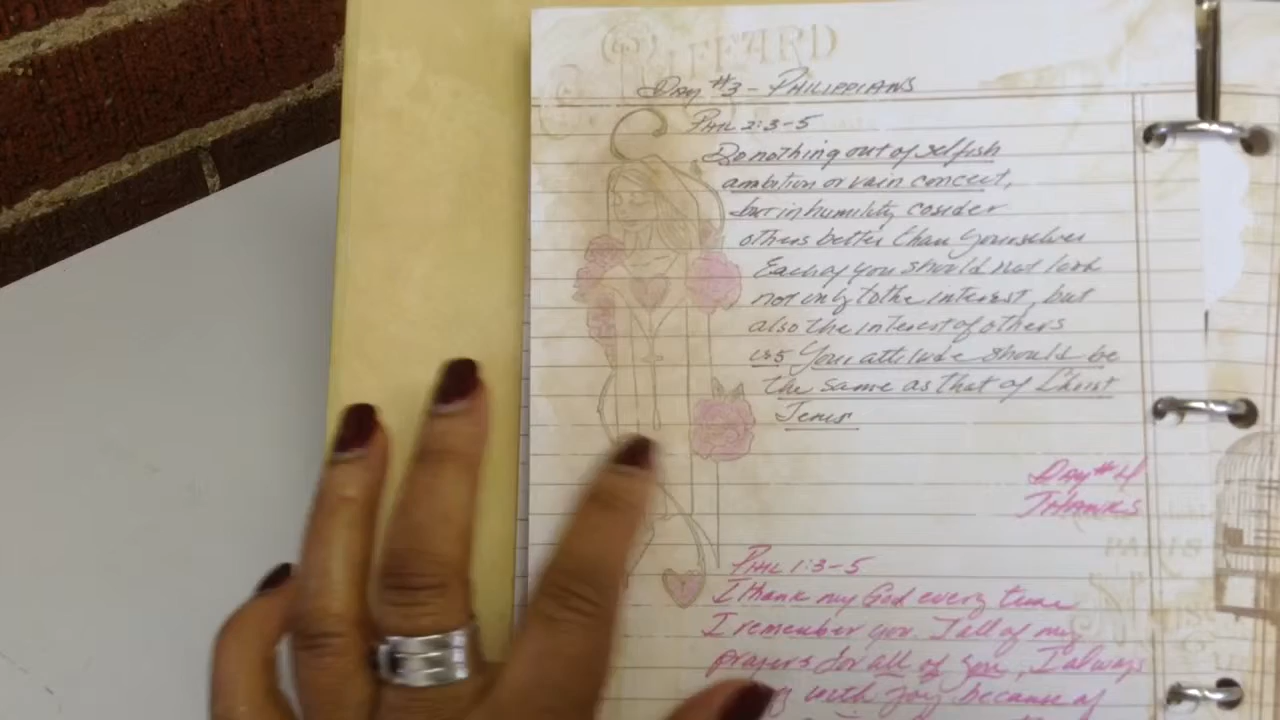 Day #3 - Philippians
Phil 2:3-5
Do nothing out of selfish
ambition or vain conceit,
but in humility cosider
others better than yourselves
Each of you should not look
not only to the interest, but
also the interest of others
vs5 Your attitude should be
the same as that of Christ
Jesus
Day #4
Thanks
Phil 1:3-5
I thank my God every time
I remember you I all of my
prayers for all of you, I always
with joy because of
PARIS